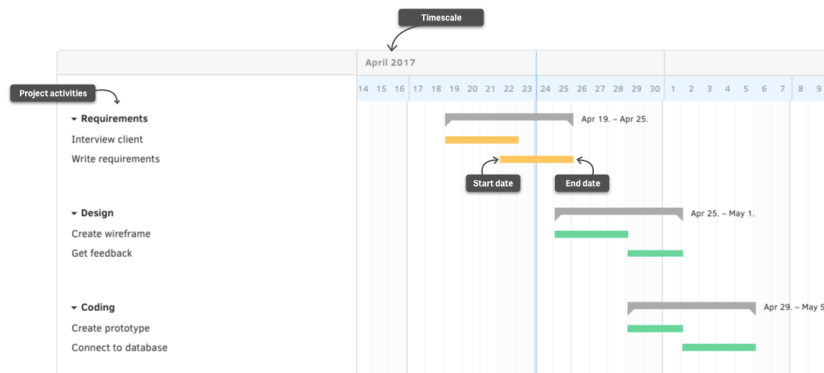 Timescale
April 2017
14 15 16 17 18 19 20 21 22 23 24 25 26 27 28 29 30 1 2 3 4 5 6 7 8 9
Project activities
Requirements
Apr 19. – Apr 25.
Interview client
Write requirements
Start date
End date
Design
Apr 25. – May 1.
Create wireframe
Get feedback
Coding
Apr 29. – May 5
Create prototype
Connect to database